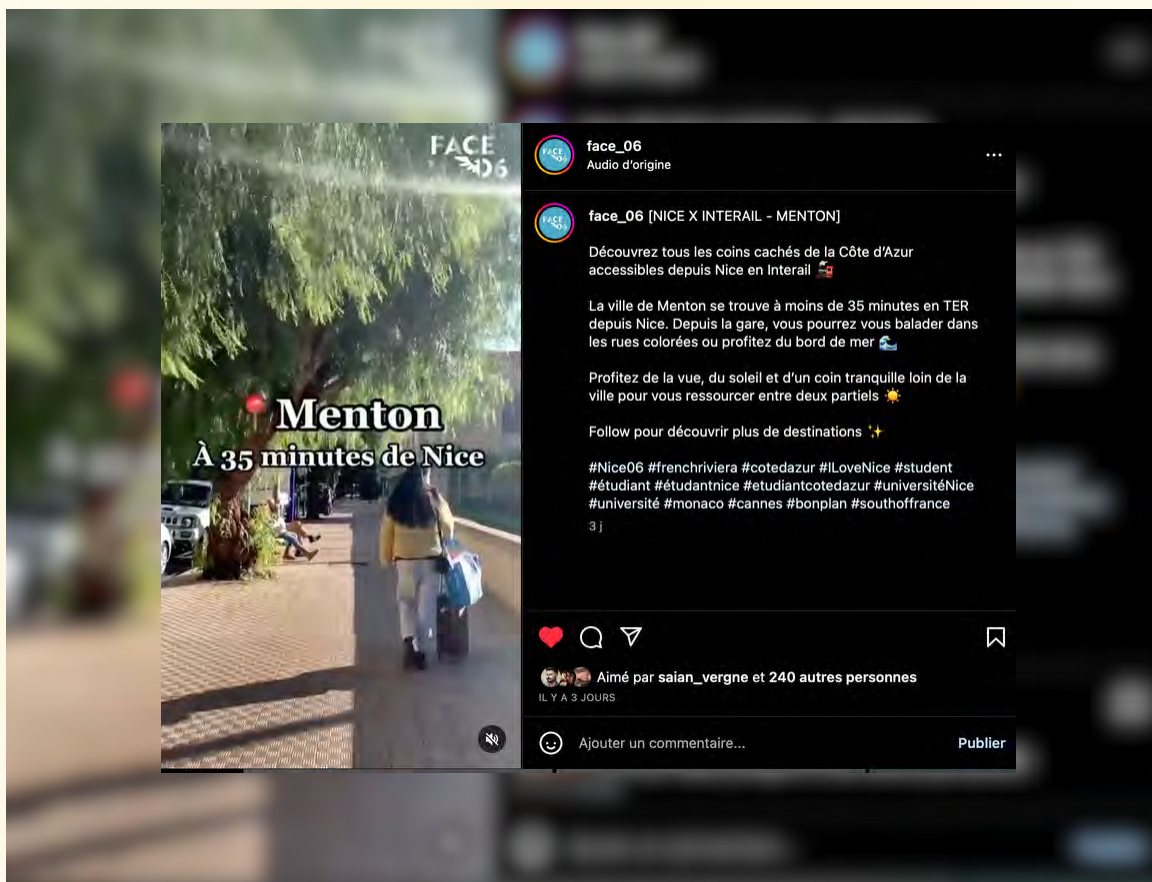 FACE
06
Menton
À 35 minutes de Nice
face_06
Audio d'origine
face_06 [NICE X INTERAIL - MENTON]
Découvrez tous les coins cachés de la Côte d'Azur
accessibles depuis Nice en Interail 🚂
La ville de Menton se trouve à moins de 35 minutes en TER
depuis Nice. Depuis la gare, vous pourrez vous balader dans
les rues colorées ou profitez du bord de mer 🌊
Profitez de la vue, du soleil et d'un coin tranquille loin de la
ville pour vous ressourcer entre deux partiels ☀️
Follow pour découvrir plus de destinations ✨
#Nice06 #frenchriviera #cotedazur #ILoveNice #student
#étudiant #étudantnice #etudiantcotedazur #universitéNice
#université #monaco #cannes #bonplan #southoffrance
3 j
Aimé par saian_vergne et 240 autres personnes
IL Y A 3 JOURS
Ajouter un commentaire...
Publier